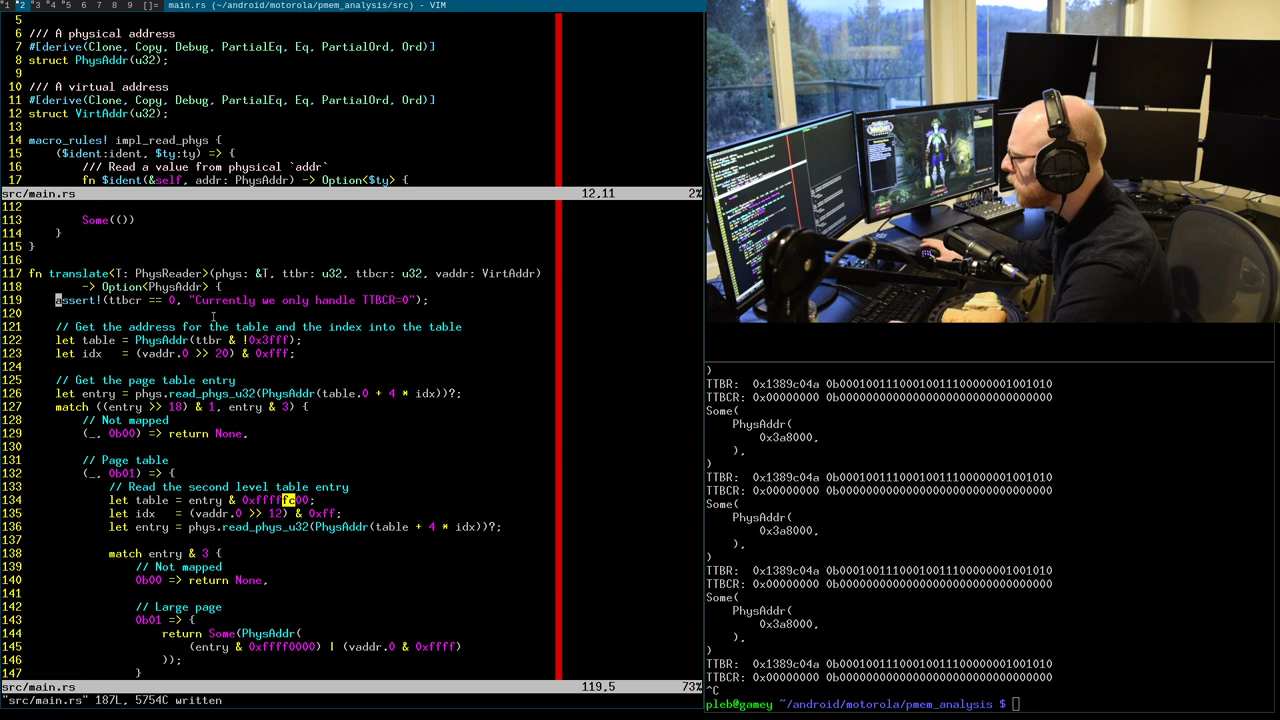 1 2 3 4 5 6 7 8 9 []= main.rs (~/android/motorola/pmem_analysis/src) - VIM
5
6 /// A physical address
7 #[derive(Clone, Copy, Debug, PartialEq, Eq, PartialOrd, Ord)]
8 struct PhysAddr(u32);
9
10 /// A virtual address
11 #[derive(Clone, Copy, Debug, PartialEq, Eq, PartialOrd, Ord)]
12 struct VirtAddr(u32);
13
14 macro_rules! impl_read_phys {
15     ($ident:ident, $ty:ty) => {
16         /// Read a value from physical `addr`
17         fn $ident(&self, addr: PhysAddr) -> Option<$ty> {
src/main.rs 12,11 2%
112
113         Some(())
114     }
115 }
116
117 fn translate<T: PhysReader>(phys: &T, ttbr: u32, ttbcr: u32, vaddr: VirtAddr)
118         -> Option<PhysAddr> {
119     assert!(ttbcr == 0, "Currently we only handle TTBCR=0");
120
121     // Get the address for the table and the index into the table
122     let table = PhysAddr(ttbr & !0x3fff);
123     let idx   = (vaddr.0 >> 20) & 0xfff;
124
125     // Get the page table entry
126     let entry = phys.read_phys_u32(PhysAddr(table.0 + 4 * idx))?;
127     match ((entry >> 18) & 1, entry & 3) {
128         // Not mapped
129         (_, 0b00) => return None,
130
131         // Page table
132         (_, 0b01) => {
133             // Read the second level table entry
134             let table = entry & 0xfffffc00;
135             let idx   = (vaddr.0 >> 12) & 0xff;
136             let entry = phys.read_phys_u32(PhysAddr(table + 4 * idx))?;
137
138             match entry & 3 {
139                 // Not mapped
140                 0b00 => return None,
141
142                 // Large page
143                 0b01 => {
144                     return Some(PhysAddr(
145                         (entry & 0xffff0000) | (vaddr.0 & 0xffff)
146                     ));
147                 }
src/main.rs 119,5 73%
"src/main.rs" 187L, 5754C written
)
TTBR:  0x1389c04a 0b00010011100010011100000001001010
TTBCR: 0x00000000 0b00000000000000000000000000000000
Some(
    PhysAddr(
        0x3a8000,
    ),
)
TTBR:  0x1389c04a 0b00010011100010011100000001001010
TTBCR: 0x00000000 0b00000000000000000000000000000000
Some(
    PhysAddr(
        0x3a8000,
    ),
)
TTBR:  0x1389c04a 0b00010011100010011100000001001010
TTBCR: 0x00000000 0b00000000000000000000000000000000
Some(
    PhysAddr(
        0x3a8000,
    ),
)
TTBR:  0x1389c04a 0b00010011100010011100000001001010
TTBCR: 0x00000000 0b00000000000000000000000000000000
^C
pleb@gamey ~/android/motorola/pmem_analysis $